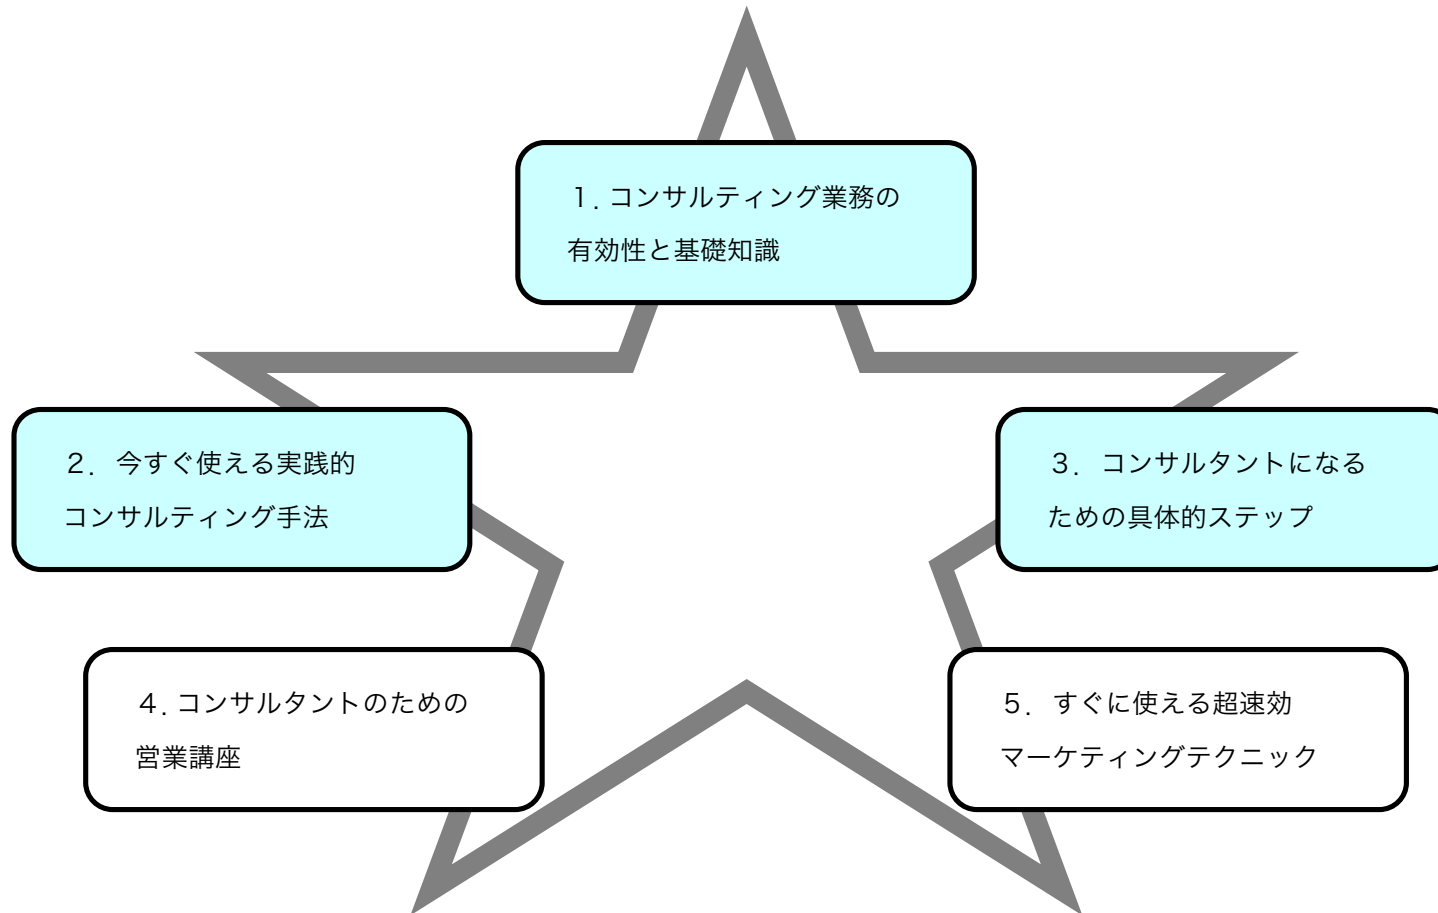 １. コンサルティング業務の
有効性と基礎知識
２． 今すぐ使える実践的
コンサルティング手法
３． コンサルタントになる
ための具体的ステップ
４. コンサルタントのための
営業講座
５． すぐに使える超速効
マーケティングテクニック